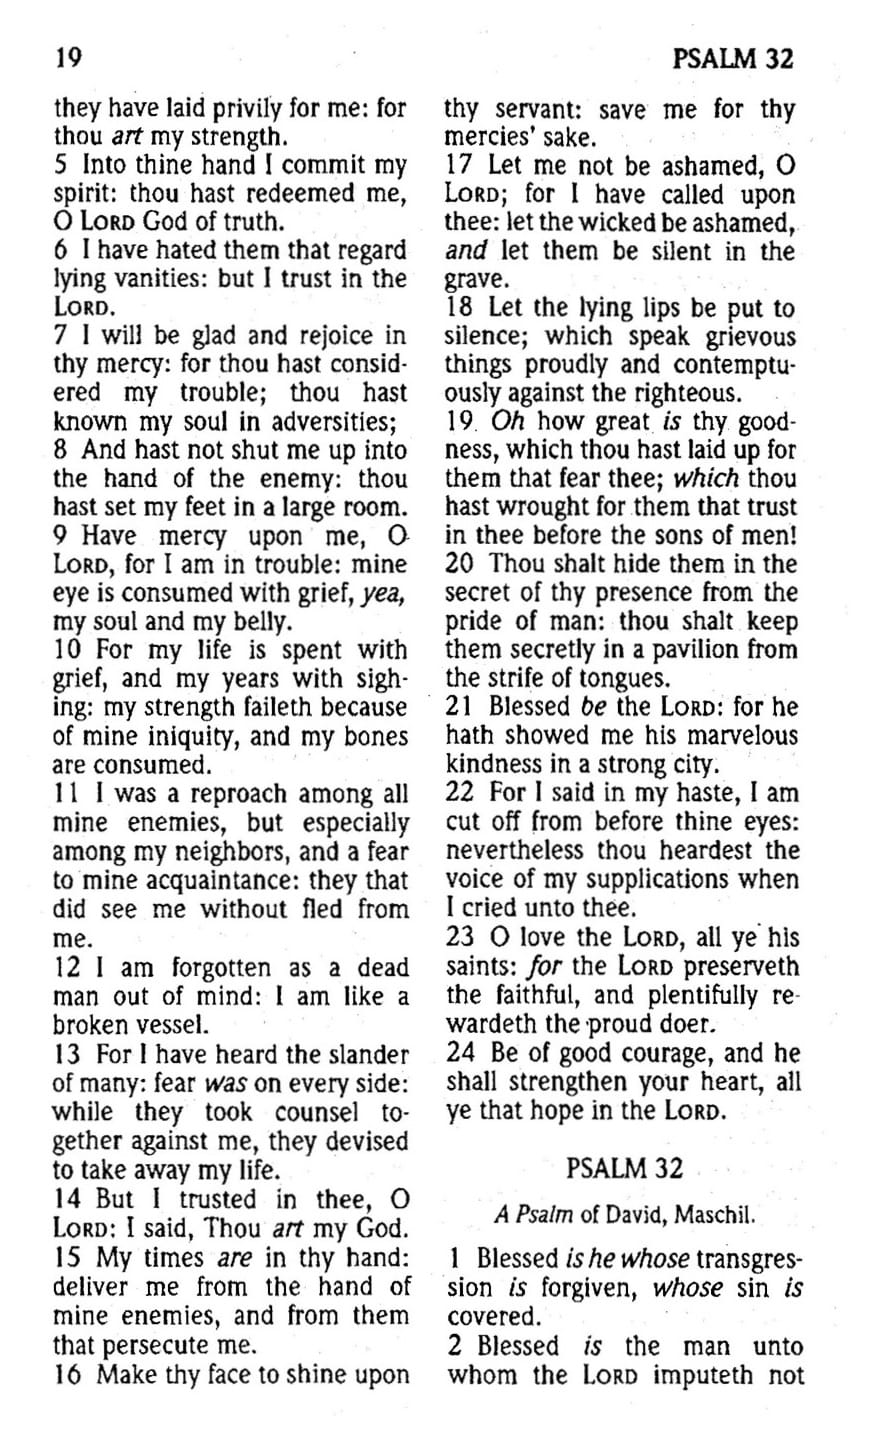 19
PSALM 32
they have laid privily for me: for
thou art my strength.
5 Into thine hand I commit my
spirit: thou hast redeemed me,
O LORD God of truth.
6 I have hated them that regard
lying vanities: but I trust in the
LORD.
7 I will be glad and rejoice in
thy mercy: for thou hast consid-
ered my trouble; thou hast
known my soul in adversities;
8 And hast not shut me up into
the hand of the enemy: thou
hast set my feet in a large room.
9 Have mercy upon me, O
LORD, for I am in trouble: mine
eye is consumed with grief, yea,
my soul and my belly.
10 For my life is spent with
grief, and my years with sigh-
ing: my strength faileth because
of mine iniquity, and my bones
are consumed.
11 I was a reproach among all
mine enemies, but especially
among my neighbors, and a fear
to mine acquaintance: they that
did see me without fled from
me.
12 I am forgotten as a dead
man out of mind: I am like a
broken vessel.
13 For I have heard the slander
of many: fear was on every side:
while they took counsel to-
gether against me, they devised
to take away my life.
14 But I trusted in thee, O
LORD: I said, Thou art my God.
15 My times are in thy hand:
deliver me from the hand of
mine enemies, and from them
that persecute me.
16 Make thy face to shine upon
thy servant: save me for thy
mercies' sake.
17 Let me not be ashamed, O
LORD; for I have called upon
thee: let the wicked be ashamed,
and let them be silent in the
grave.
18 Let the lying lips be put to
silence; which speak grievous
things proudly and contemptu-
ously against the righteous.
19 Oh how great is thy good-
ness, which thou hast laid up for
them that fear thee; which thou
hast wrought for them that trust
in thee before the sons of men!
20 Thou shalt hide them in the
secret of thy presence from the
pride of man: thou shalt keep
them secretly in a pavilion from
the strife of tongues.
21 Blessed be the LORD: for he
hath showed me his marvelous
kindness in a strong city.
22 For I said in my haste, I am
cut off from before thine eyes:
nevertheless thou heardest the
voice of my supplications when
I cried unto thee.
23 O love the LORD, all ye his
saints: for the LORD preserveth
the faithful, and plentifully re-
wardeth the proud doer.
24 Be of good courage, and he
shall strengthen your heart, all
ye that hope in the LORD.
PSALM 32
A Psalm of David, Maschil.
1 Blessed is he whose transgres-
sion is forgiven, whose sin is
covered.
2 Blessed is the man unto
whom the LORD imputeth not